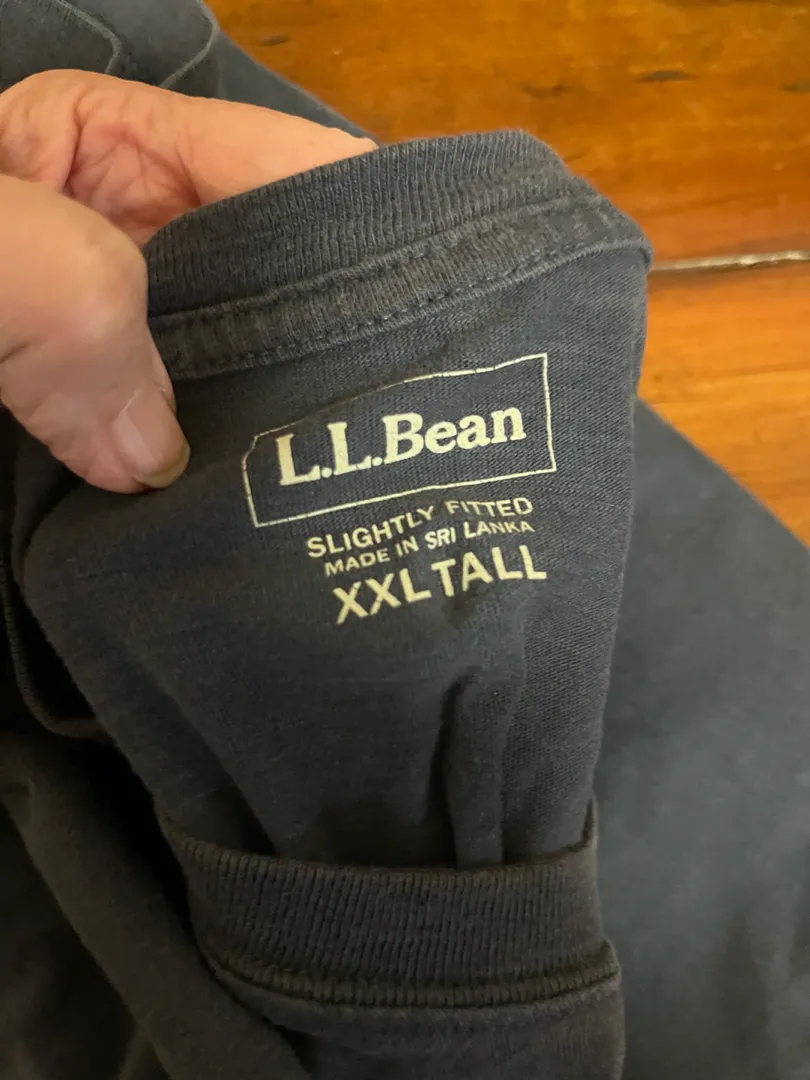 L.L.Bean
SLIGHTLY FITTED
MADE IN SRI LANKA
XXL TALL